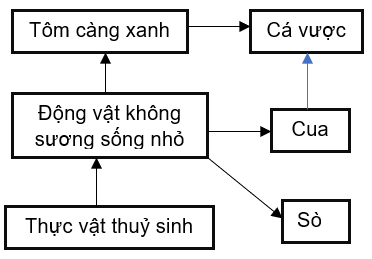 Tôm càng xanh
Cá vược
Động vật không
sương sống nhỏ
Cua
Thực vật thuỷ sinh
Sò